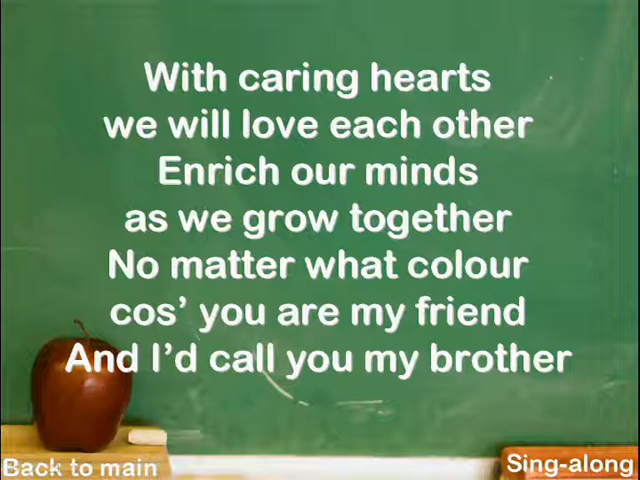 With caring hearts
we will love each other
Enrich our minds
as we grow together
No matter what colour
cos' you are my friend
And I'd call you my brother
Back to main
Sing-along